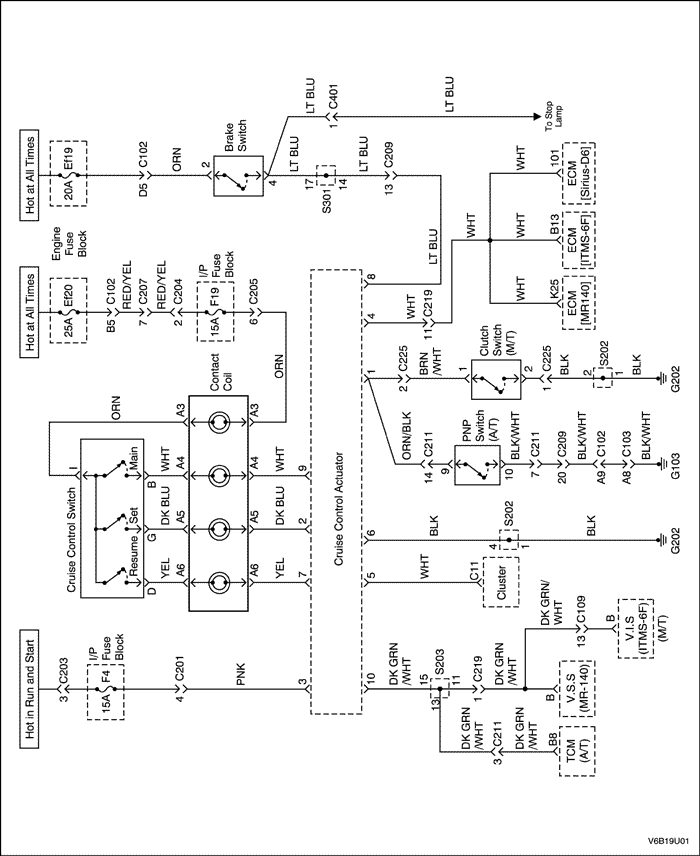 Hot in Run and Start
Hot at All Times
Hot at All Times
3 C203
I/P
Fuse
Block
15A F4
4 C201
PNK
3
Cruise Control Switch
Resume
Set
Main
I
D
G
B
ORN
YEL
DK BLU
WHT
A6
A5
A4
A3
Contact
Coil
A6
A5
A4
A3
YEL
DK BLU
WHT
ORN
7
2
9
Engine
Fuse
Block
25A Ef20
B5 C102
RED/YEL
7 C207
RED/YEL
2 C204
I/P
Fuse
Block
15A F19
6 C205
20A Ef19
D5 C102
ORN
2
Brake
Switch
4
LT BLU
1 C401
LT BLU
To Stop
Lamp
LT BLU
17
S301
14
LT BLU
13 C209
LT BLU
8
Cruise Control Actuator
10
DK GRN
/WHT
15
S203
13
11
DK GRN
/WHT
1 C219
DK GRN
/WHT
3 C211
DK GRN
/WHT
B8
TCM
(A/T)
B
V.S.S
(MR-140)
DK GRN/
WHT
13 C109
B
V.I.S
(ITMS-6F)
(M/T)
5
WHT
C11
Cluster
6
BLK
4
S202
1
BLK
G202
1
ORN/BLK
14 C211
9
PNP
Switch
(A/T)
10
BLK/WHT
7 C211
BLK/WHT
20 C209
A9 C102
BLK/WHT
A8 C103
BLK/WHT
G103
2 C225
BRN
/WHT
1
Clutch
Switch
(M/T)
2
1 C225
BLK
2
S202
1
BLK
G202
4
WHT
11 C219
WHT
WHT
K25
ECM
[MR140]
WHT
B13
ECM
[ITMS-6F]
WHT
101
ECM
[Sirius-D6]
V6B19U01